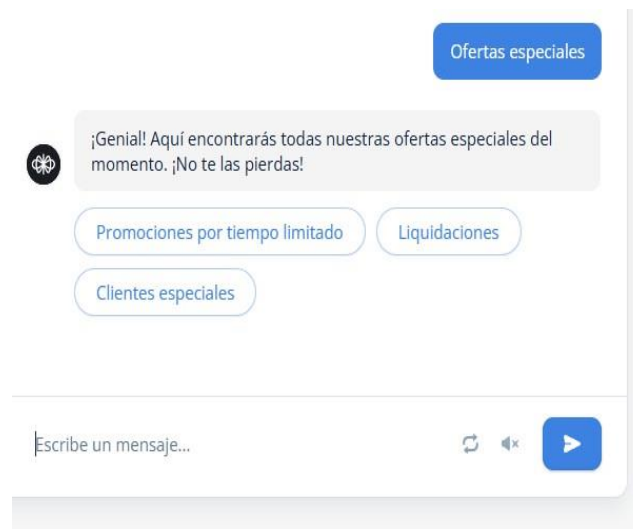 Ofertas especiales
¡Genial! Aquí encontrarás todas nuestras ofertas especiales del
momento. ¡No te las pierdas!
Promociones por tiempo limitado
Liquidaciones
Clientes especiales
Escribe un mensaje...